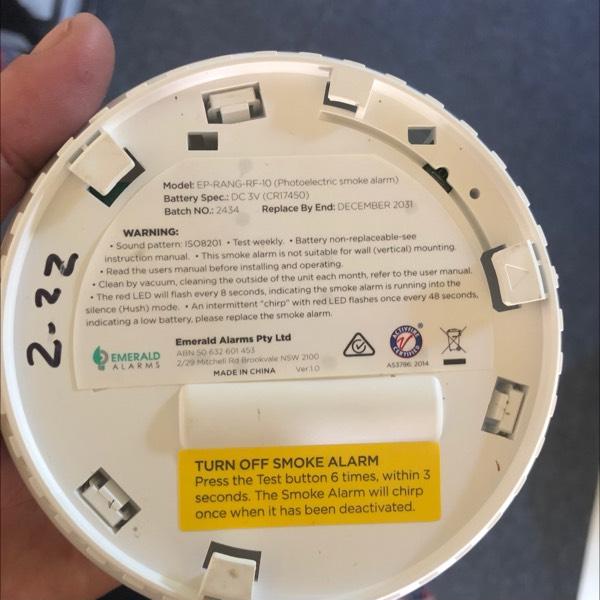 Model: EP-RANG-RF-10 (Photoelectric smoke alarm)
Battery Spec.: DC 3V (CR17450)
Batch NO.: 2434 Replace By End: DECEMBER 2031
WARNING:
• Sound pattern: ISO8201 • Test weekly. • Battery non-replaceable-see
instruction manual. • This smoke alarm is not suitable for wall (vertical) mounting.
• Read the users manual before installing and operating.
• Clean by vacuum, cleaning the outside of the unit each month, refer to the user manual.
• The red LED will flash every 8 seconds, indicating the smoke alarm is running into the
silence (Hush) mode. • An intermittent "chirp" with red LED flashes once every 48 seconds,
indicating a low battery, please replace the smoke alarm.
EMERALD
ALARMS
Emerald Alarms Pty Ltd
ABN 50 632 601 453
2/29 Mitchell Rd Brookvale NSW 2100
MADE IN CHINA Ver1.0
ACTIVFIRE
CERTIFIED
AS3786: 2014
2.22
TURN OFF SMOKE ALARM
Press the Test button 6 times, within 3
seconds. The Smoke Alarm will chirp
once when it has been deactivated.